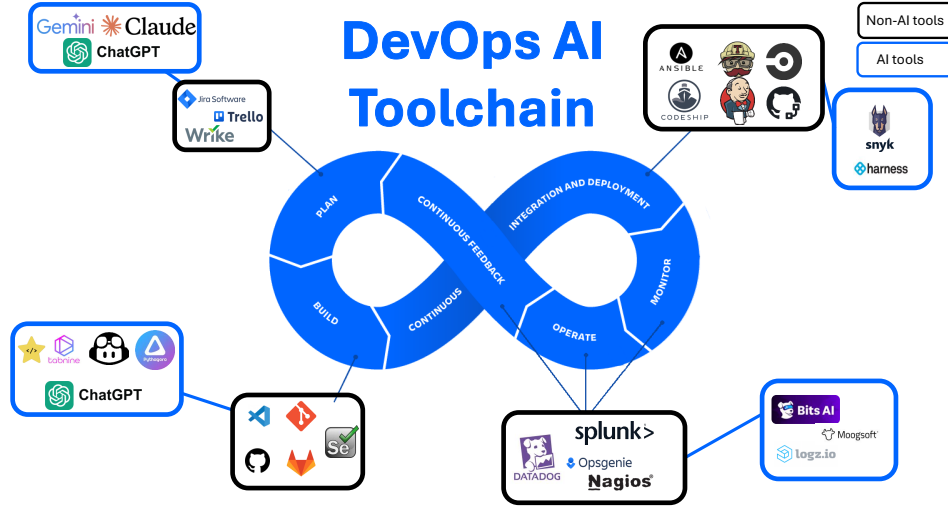 Gemini Claude
ChatGPT
DevOps AI
Toolchain
Non-AI tools
AI tools
Jira Software
Trello
Wrike
ANSIBLE
CODESHIP
snyk
harness
PLAN
CONTINUOUS FEEDBACK
INTEGRATION AND DEPLOYMENT
MONITOR
OPERATE
CONTINUOUS
BUILD
</>
tabnine
Pythagora
ChatGPT
Se
splunk>
DATADOG
Opsgenie
Nagios®
Bits AI
Moogsoft
logz.io